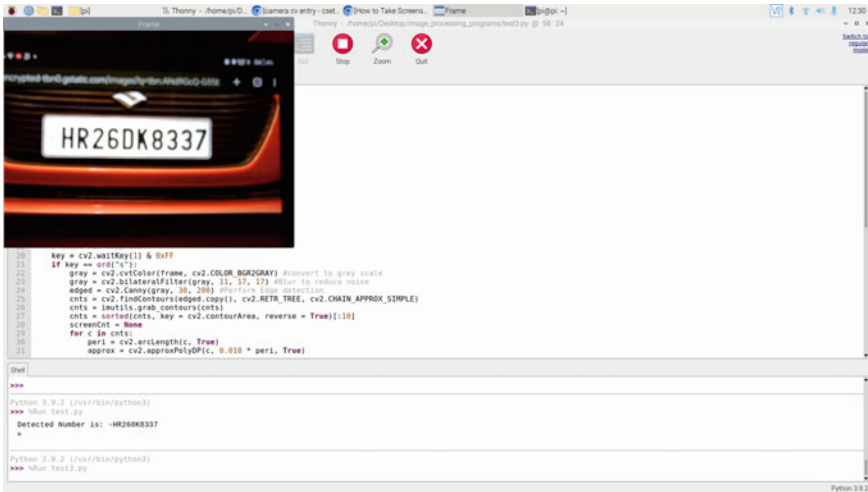 [pi]
Thonny - /home/pi/D...
[camera cv entry - cset...
[How to Take Screens...
Frame
[pi@pi: ~]
12:30
Frame
Thonny - /home/pi/Desktop/image_processing_programs/test3.py @ 58:24
Stop
Zoom
Quit
Switch to
regular
mode
HR26DK8337
20 key = cv2.waitKey(1) & 0xFF
21 if key == ord("s"):
22 gray = cv2.cvtColor(frame, cv2.COLOR_BGR2GRAY) #convert to grey scale
23 gray = cv2.bilateralFilter(gray, 11, 17, 17) #Blur to reduce noise
24 edged = cv2.Canny(gray, 30, 200) #Perform Edge detection
25 cnts = cv2.findContours(edged.copy(), cv2.RETR_TREE, cv2.CHAIN_APPROX_SIMPLE)
26 cnts = imutils.grab_contours(cnts)
27 cnts = sorted(cnts, key = cv2.contourArea, reverse = True)[:10]
28 screenCnt = None
29 for c in cnts:
30 peri = cv2.arcLength(c, True)
31 approx = cv2.approxPolyDP(c, 0.018 * peri, True)
Shell
>>>
Python 3.9.2 (/usr/bin/python3)
>>> %Run test.py
Detected Number is: -HR260K8337
Python 3.9.2 (/usr/bin/python3)
>>> %Run test3.py
Python 3.9.2